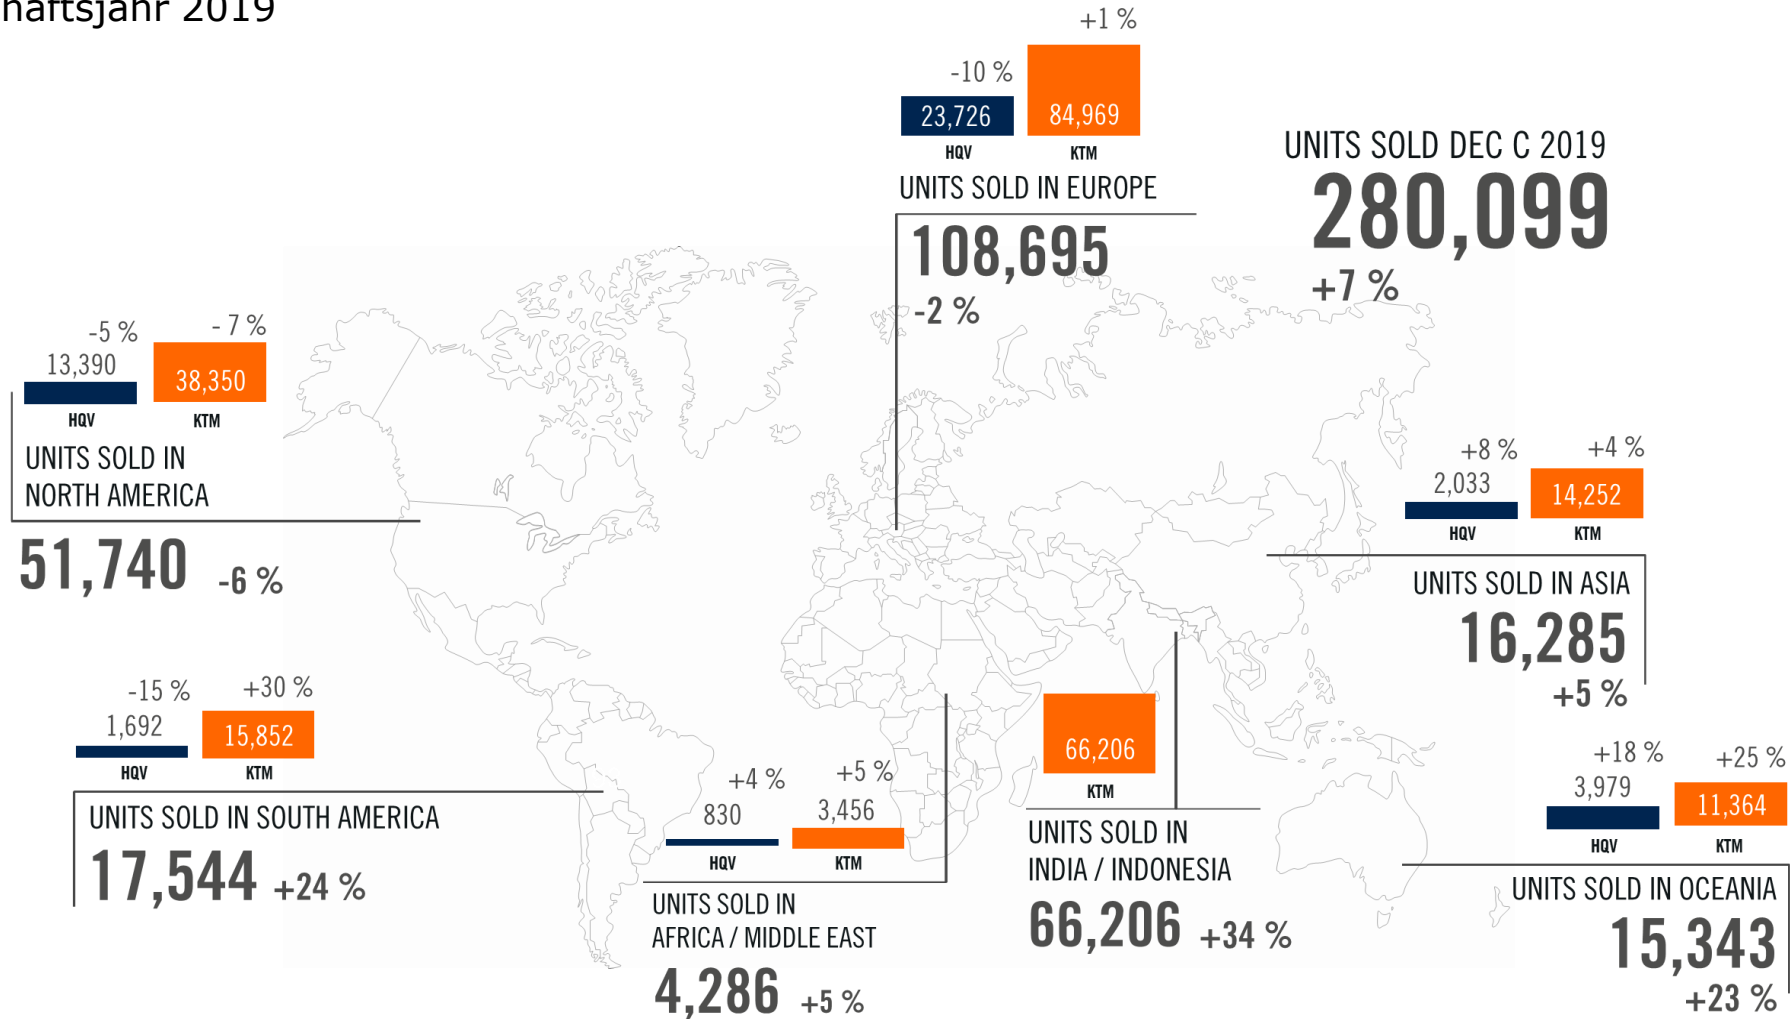 häftsjahr 2019
+1 %
-10 %
23,726
84,969
HQV
KTM
UNITS SOLD IN EUROPE
108,695
-2 %
UNITS SOLD DEC C 2019
280,099
+7 %
-5 %
- 7 %
13,390
38,350
HQV
KTM
UNITS SOLD IN
NORTH AMERICA
51,740 -6 %
+8 %
+4 %
2,033
14,252
HQV
KTM
UNITS SOLD IN ASIA
16,285
+5 %
-15 %
+30 %
1,692
15,852
HQV
KTM
UNITS SOLD IN SOUTH AMERICA
17,544 +24 %
+4 %
+5 %
830
3,456
HQV
KTM
UNITS SOLD IN
AFRICA / MIDDLE EAST
4,286 +5 %
66,206
KTM
UNITS SOLD IN
INDIA / INDONESIA
66,206 +34 %
+18 %
+25 %
3,979
11,364
HQV
KTM
UNITS SOLD IN OCEANIA
15,343
+23 %